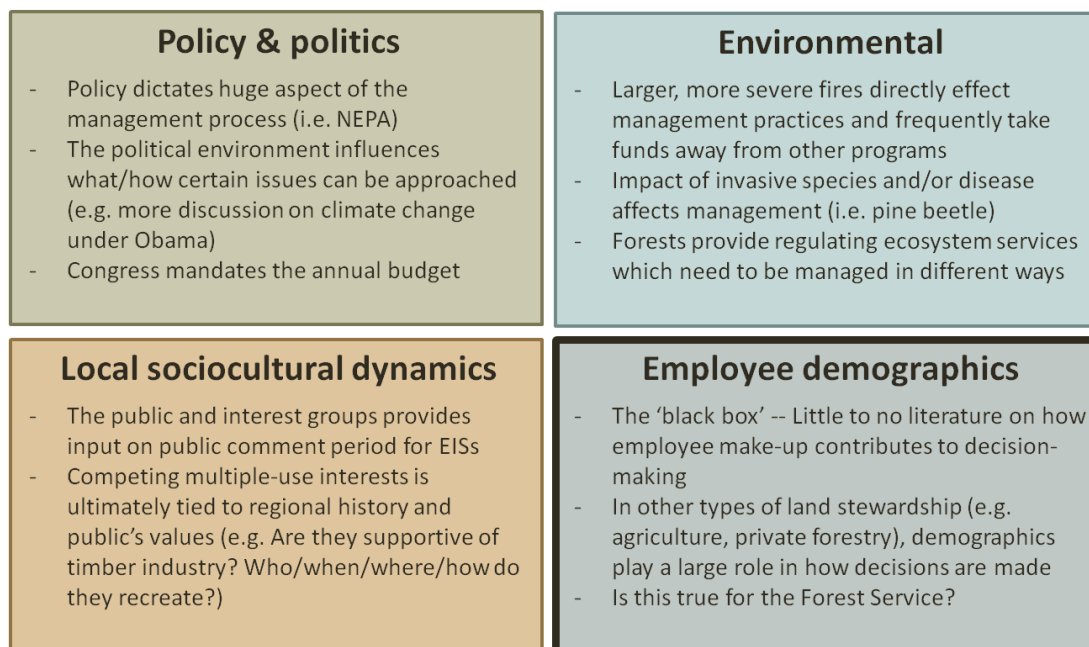 Policy & politics
- Policy dictates huge aspect of the
management process (i.e. NEPA)
- The political environment influences
what/how certain issues can be approached
(e.g. more discussion on climate change
under Obama)
- Congress mandates the annual budget
Environmental
- Larger, more severe fires directly effect
management practices and frequently take
funds away from other programs
- Impact of invasive species and/or disease
affects management (i.e. pine beetle)
- Forests provide regulating ecosystem services
which need to be managed in different ways
Local sociocultural dynamics
- The public and interest groups provides
input on public comment period for EISs
- Competing multiple-use interests is
ultimately tied to regional history and
public's values (e.g. Are they supportive of
timber industry? Who/when/where/how do
they recreate?)
Employee demographics
- The ‘black box’ -- Little to no literature on how
employee make-up contributes to decision-
making
- In other types of land stewardship (e.g.
agriculture, private forestry), demographics
play a large role in how decisions are made
- Is this true for the Forest Service?